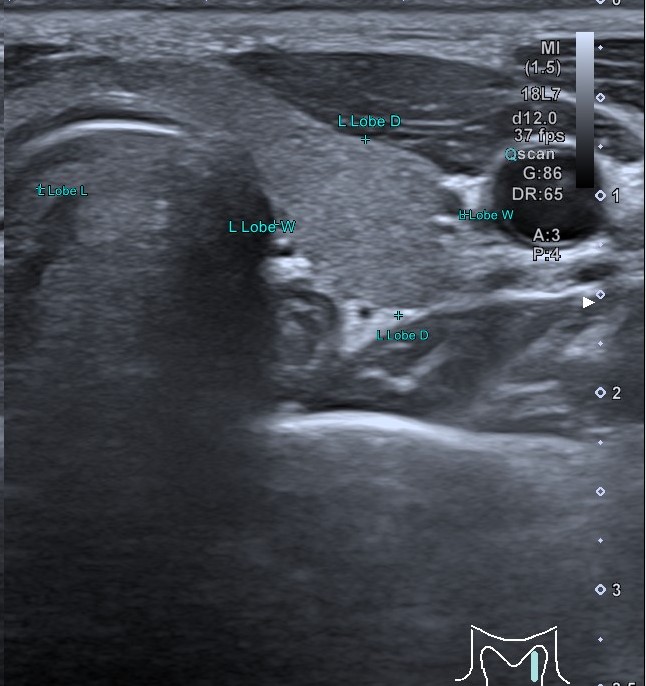 MI
(1.5)
18L7
d12.0
37 fps
Qscan
G:86
DR:65
A:3
P:4
L Lobe D
Lobe L
L Lobe W
Lobe W
L Lobe D
1
2
3